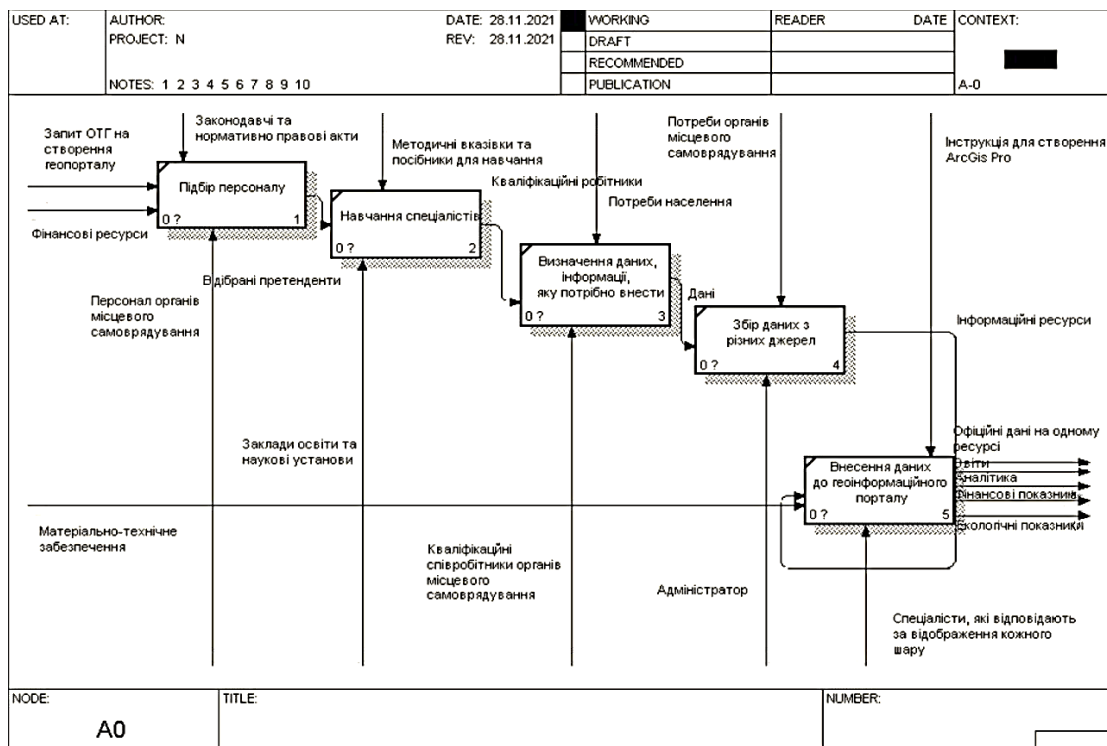 USED AT:
AUTHOR:
DATE: 28.11.2021
PROJECT: N
REV: 28.11.2021
NOTES: 1 2 3 4 5 6 7 8 9 10
WORKING
DRAFT
RECOMMENDED
PUBLICATION
READER
DATE
CONTEXT:
A-0
Запит ОТГ на
створення
геопорталу
Законодавчі та
нормативно правові акти
Методичні вказівки та
посібники для навчання
Потреби органів
місцевого
самоврядування
Інструкція для створення
ArcGis Pro
Підбір персоналу
0 ?
1
Фінансові ресурси
Навчання спеціалістів
0 ?
2
Кваліфікаційні робітники
Потреби населення
Визначення даних,
інформації,
яку потрібно внести
0 ?
3
Відібрані претенденти
Персонал органів
місцевого
самоврядування
Дані
Збір даних з
різних джерел
0 ?
4
Інформаційні ресурси
Заклади освіти та
наукові установи
Офіційні дані на одному
ресурсі
Звіти
Аналітика
Фінансові показник
Екологічні показники
Внесення даних
до геоінформаційного
порталу
0 ?
5
Матеріально-технічне
забезпечення
Кваліфікаційні
співробітники органів
місцевого
самоврядування
Адміністратор
Спеціалісти, які відповідають
за відображення кожного
шару
NODE:
A0
TITLE:
NUMBER: